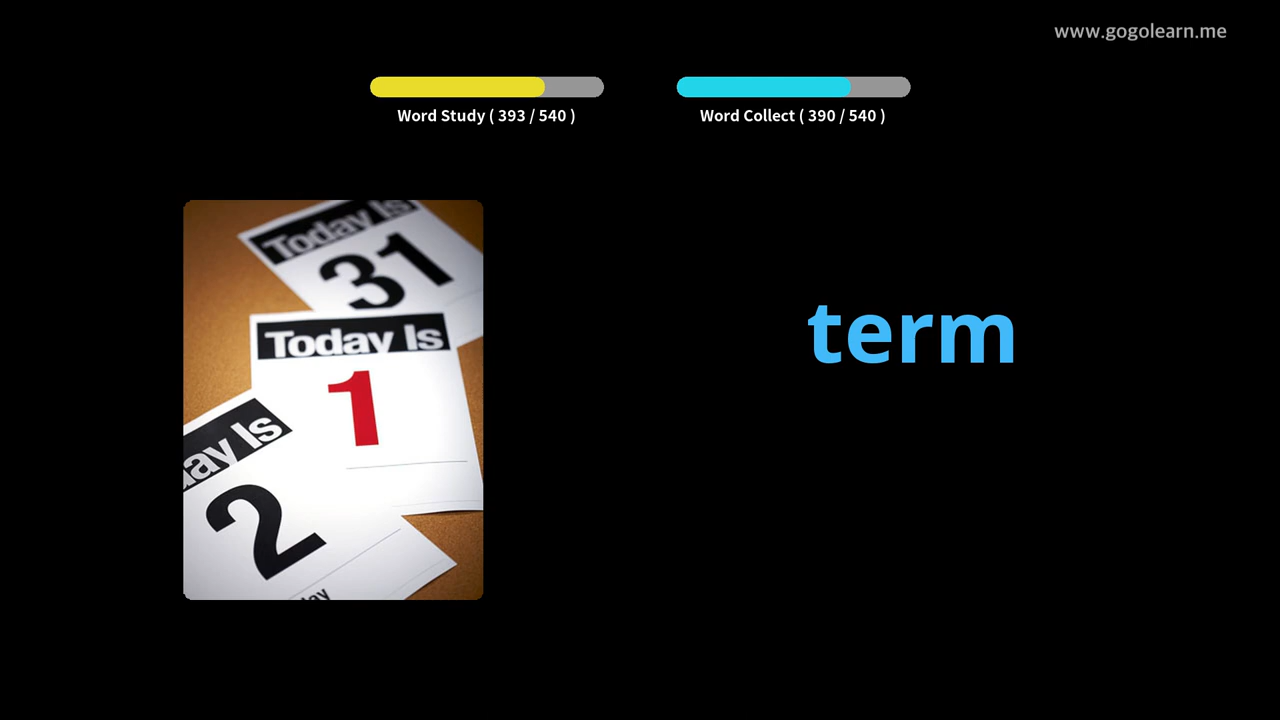 www.gogolearn.me
Word Study ( 393 / 540 )
Word Collect ( 390 / 540 )
Today Is
31
Today Is
1
term
ay Is
2